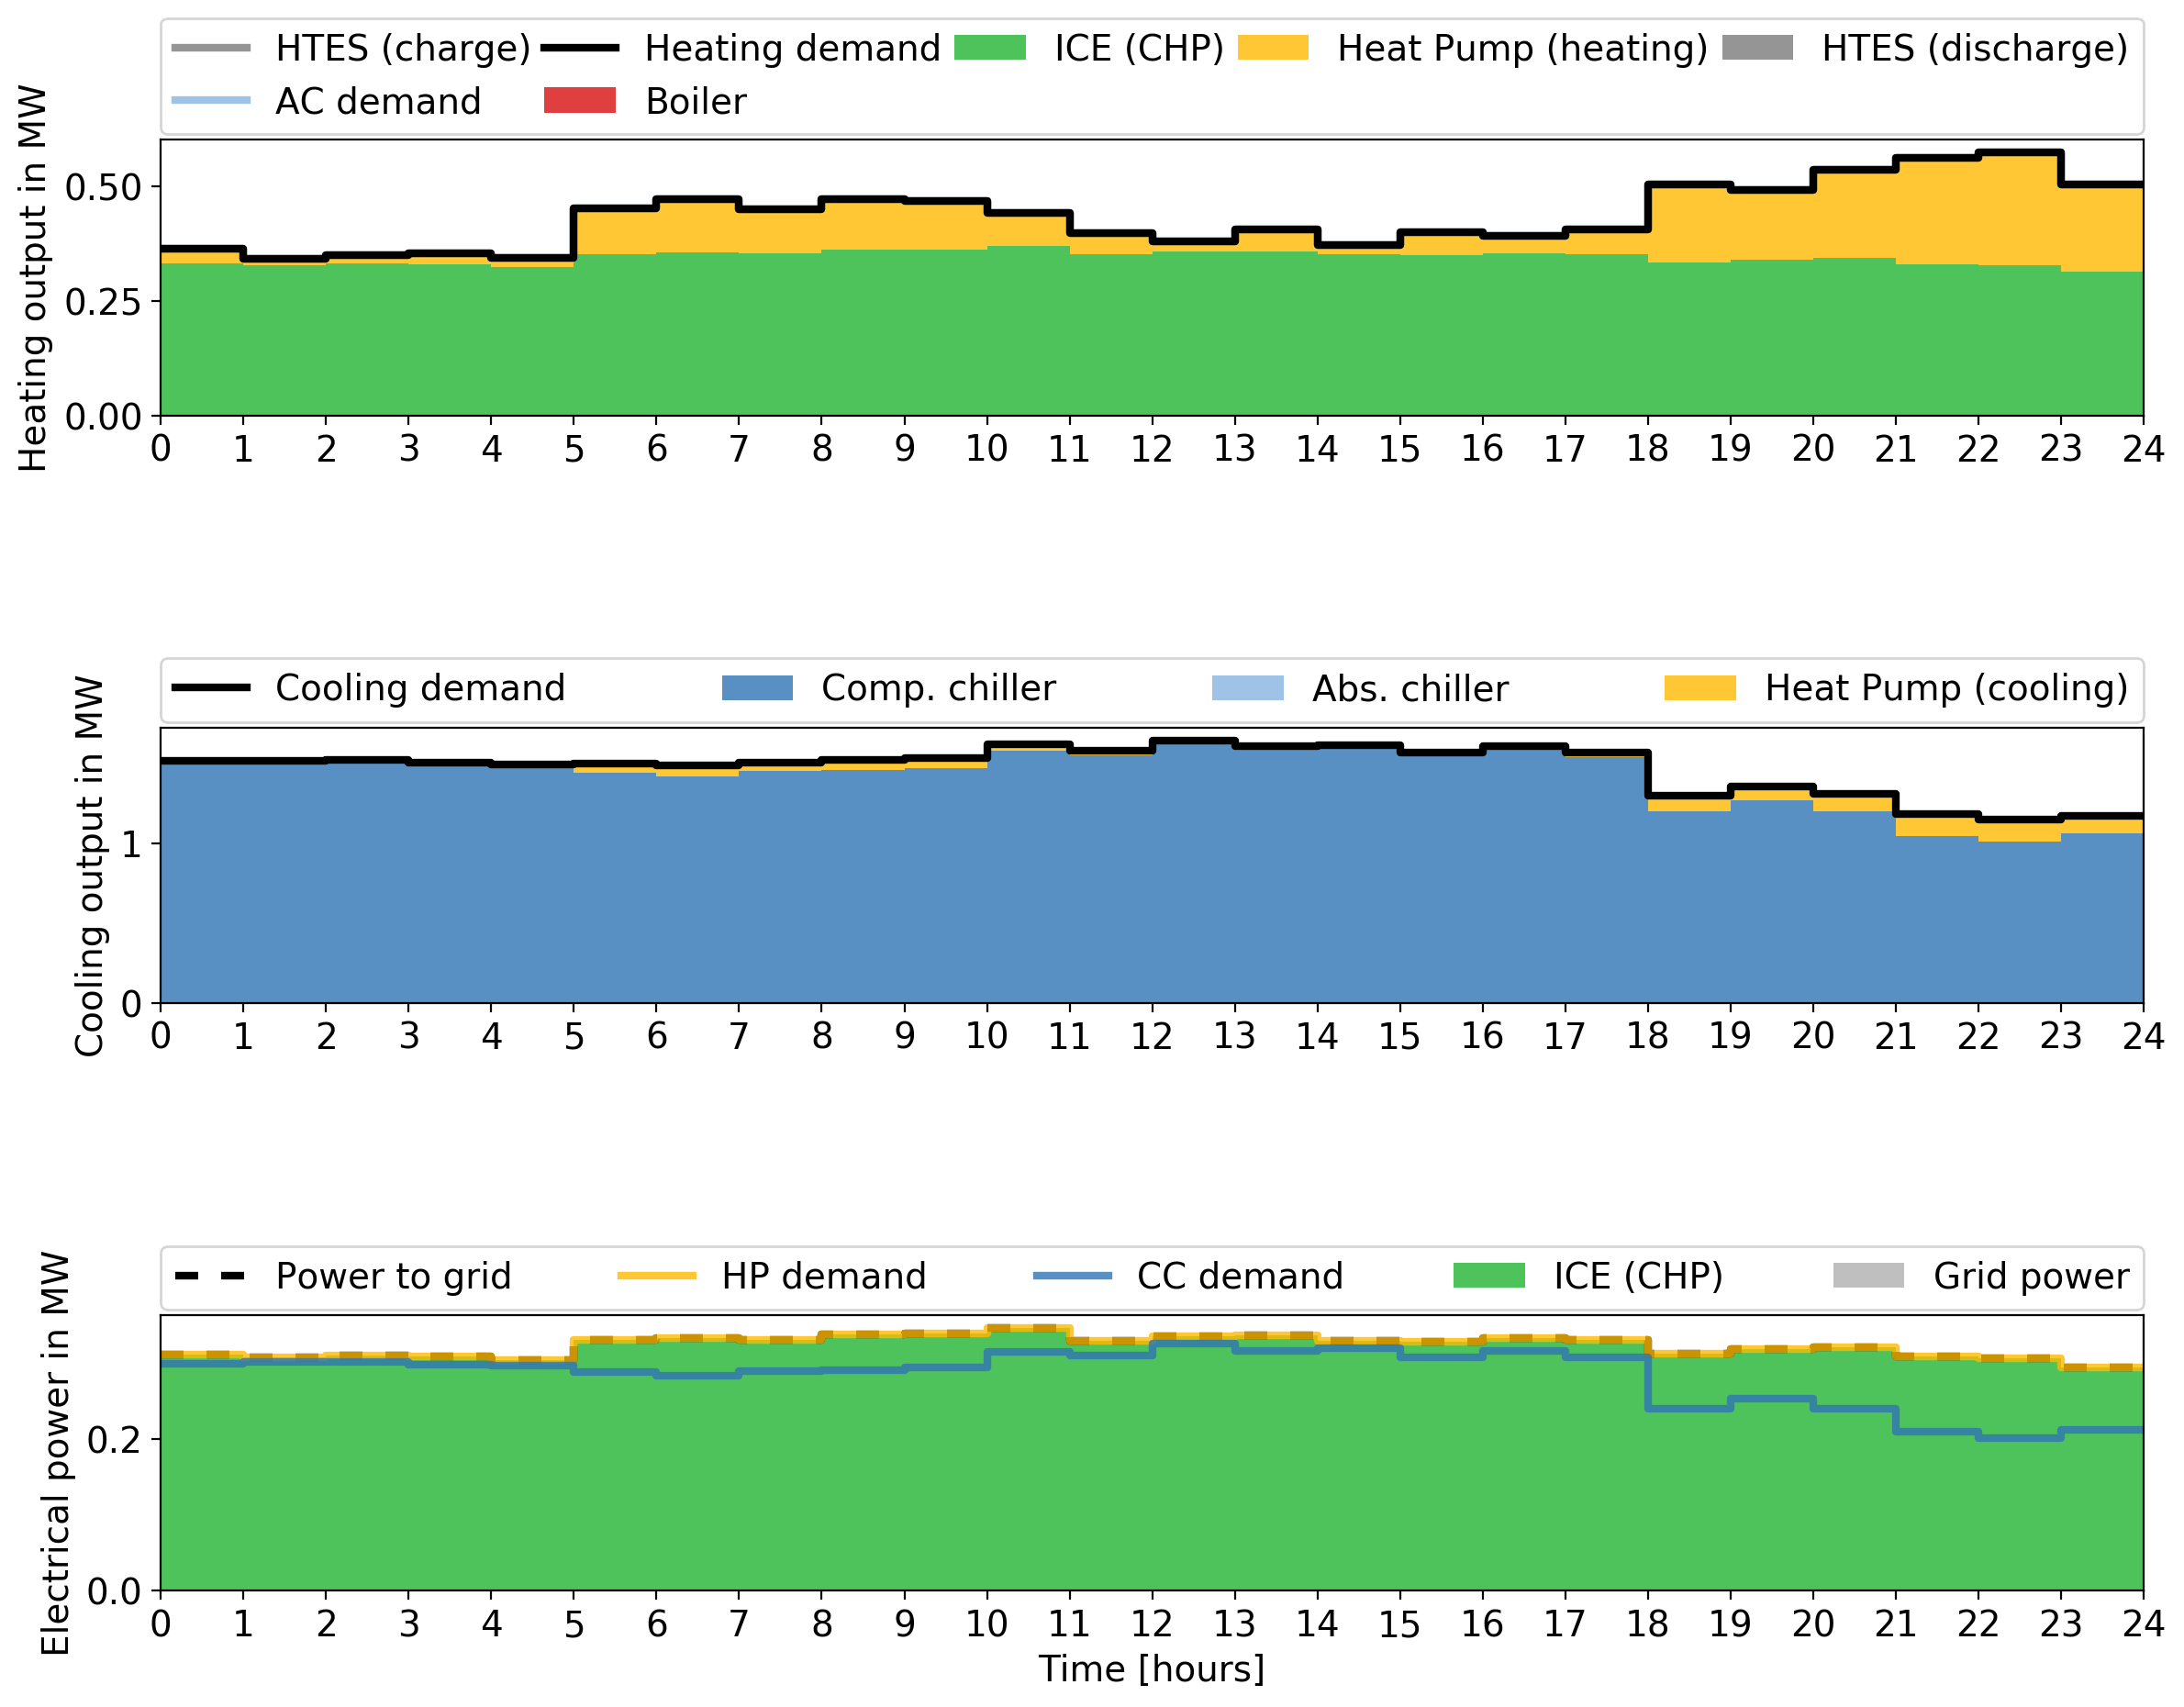 HTES (charge) Heating demand ICE (CHP) Heat Pump (heating) HTES (discharge)
AC demand Boiler
Heating output in MW
0.50
0.25
0.00
0 1 2 3 4 5 6 7 8 9 10 11 12 13 14 15 16 17 18 19 20 21 22 23 24
Cooling demand Comp. chiller Abs. chiller Heat Pump (cooling)
Cooling output in MW
1
0
0 1 2 3 4 5 6 7 8 9 10 11 12 13 14 15 16 17 18 19 20 21 22 23 24
Power to grid HP demand CC demand ICE (CHP) Grid power
Electrical power in MW
0.2
0.0
0 1 2 3 4 5 6 7 8 9 10 11 12 13 14 15 16 17 18 19 20 21 22 23 24
Time [hours]